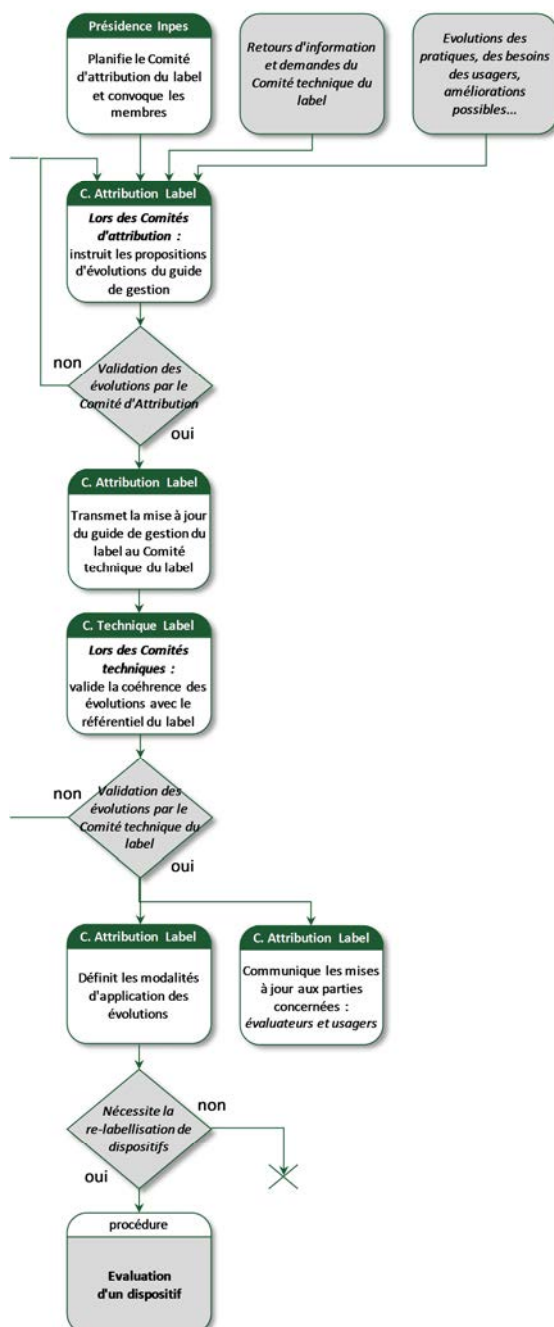 Présidence Inpes
Planifie le Comité
d'attribution du label
et convoque les
membres
Retours d'information
et demandes du
Comité technique du
label
Evolutions des
pratiques, des besoins
des usagers,
améliorations
possibles...
C. Attribution Label
Lors des Comités
d'attribution :
instruit les propositions
d'évolutions du guide
de gestion
non
Validation des
évolutions par le
Comité d'Attribution
oui
C. Attribution Label
Transmet la mise à jour
du guide de gestion du
label au Comité
technique du label
C. Technique Label
Lors des Comités
techniques :
valide la coéhrence des
évolutions avec le
référentiel du label
non
Validation des
évolutions par le
Comité technique du
label
oui
C. Attribution Label
Définit les modalités
d'application des
évolutions
C. Attribution Label
Communique les mises
à jour aux parties
concernées :
évaluateurs et usagers
Nécessite la
re-labellisation de
dispositifs
non
oui
procédure
Evaluation
d'un dispositif